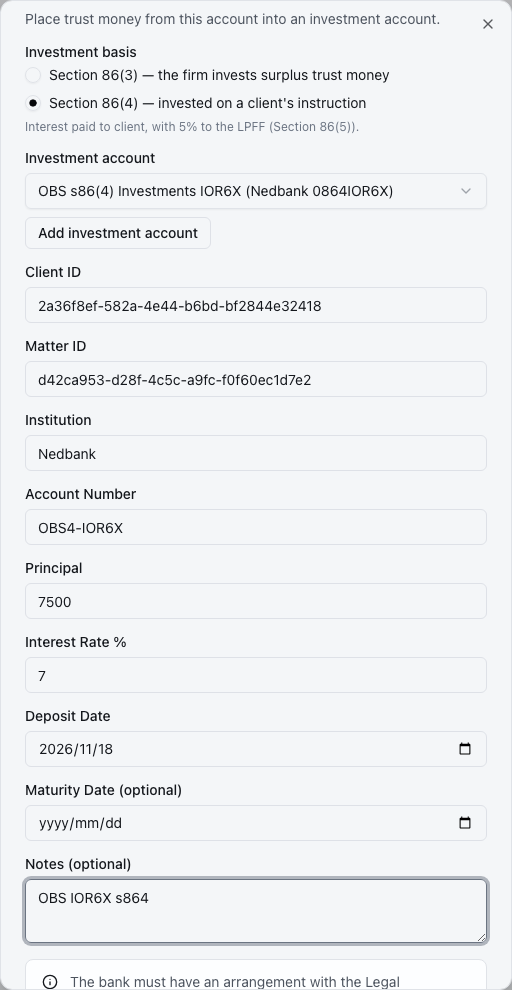 Place trust money from this account into an investment account.
Investment basis
Section 86(3) — the firm invests surplus trust money
Section 86(4) — invested on a client's instruction
Interest paid to client, with 5% to the LPFF (Section 86(5)).
Investment account
OBS s86(4) Investments IOR6X (Nedbank 0864IOR6X)
Add investment account
Client ID
2a36f8ef-582a-4e44-b6bd-bf2844e32418
Matter ID
d42ca953-d28f-4c5c-a9fc-f0f60ec1d7e2
Institution
Nedbank
Account Number
OBS4-IOR6X
Principal
7500
Interest Rate %
7
Deposit Date
2026/11/18
Maturity Date (optional)
yyyy/mm/dd
Notes (optional)
OBS IOR6X s864
The bank must have an arrangement with the Legal